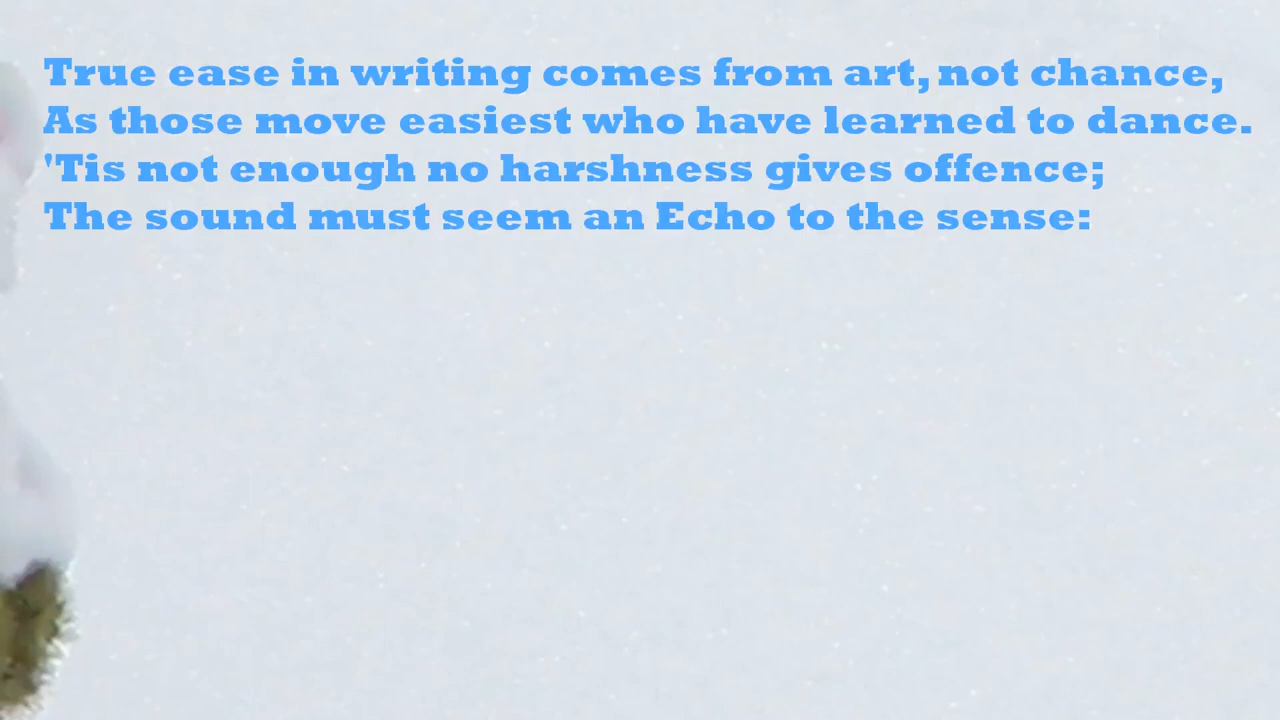 True ease in writing comes from art, not chance,
As those move easiest who have learned to dance.
'Tis not enough no harshness gives offence;
The sound must seem an Echo to the sense: